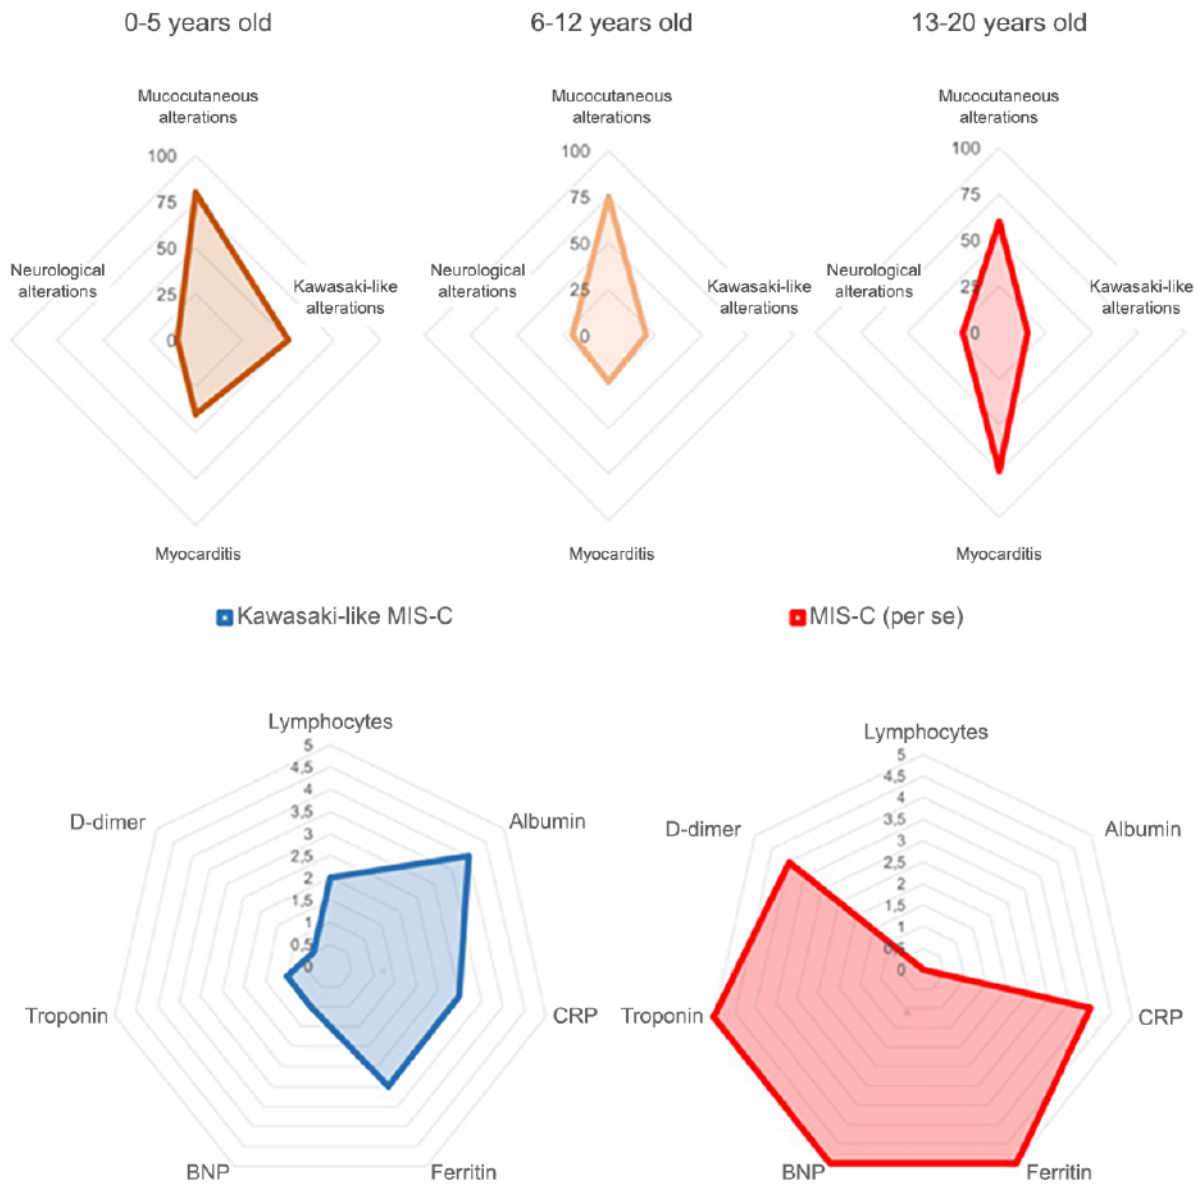 0-5 years old
6-12 years old
13-20 years old
Mucocutaneous
alterations
100
75
50
25
0
Neurological
alterations
Kawasaki-like
alterations
Myocarditis
Mucocutaneous
alterations
100
75
50
25
0
Neurological
alterations
Kawasaki-like
alterations
Myocarditis
Mucocutaneous
alterations
100
75
50
25
0
Neurological
alterations
Kawasaki-like
alterations
Myocarditis
Kawasaki-like MIS-C
MIS-C (per se)
Lymphocytes
5
4,5
4
3,5
3
2,5
2
1,5
1
0,5
0
D-dimer
Albumin
Troponin
CRP
BNP
Ferritin
Lymphocytes
5
4,5
4
3,5
3
2,5
2
1,5
1
0,5
0
D-dimer
Albumin
Troponin
CRP
BNP
Ferritin